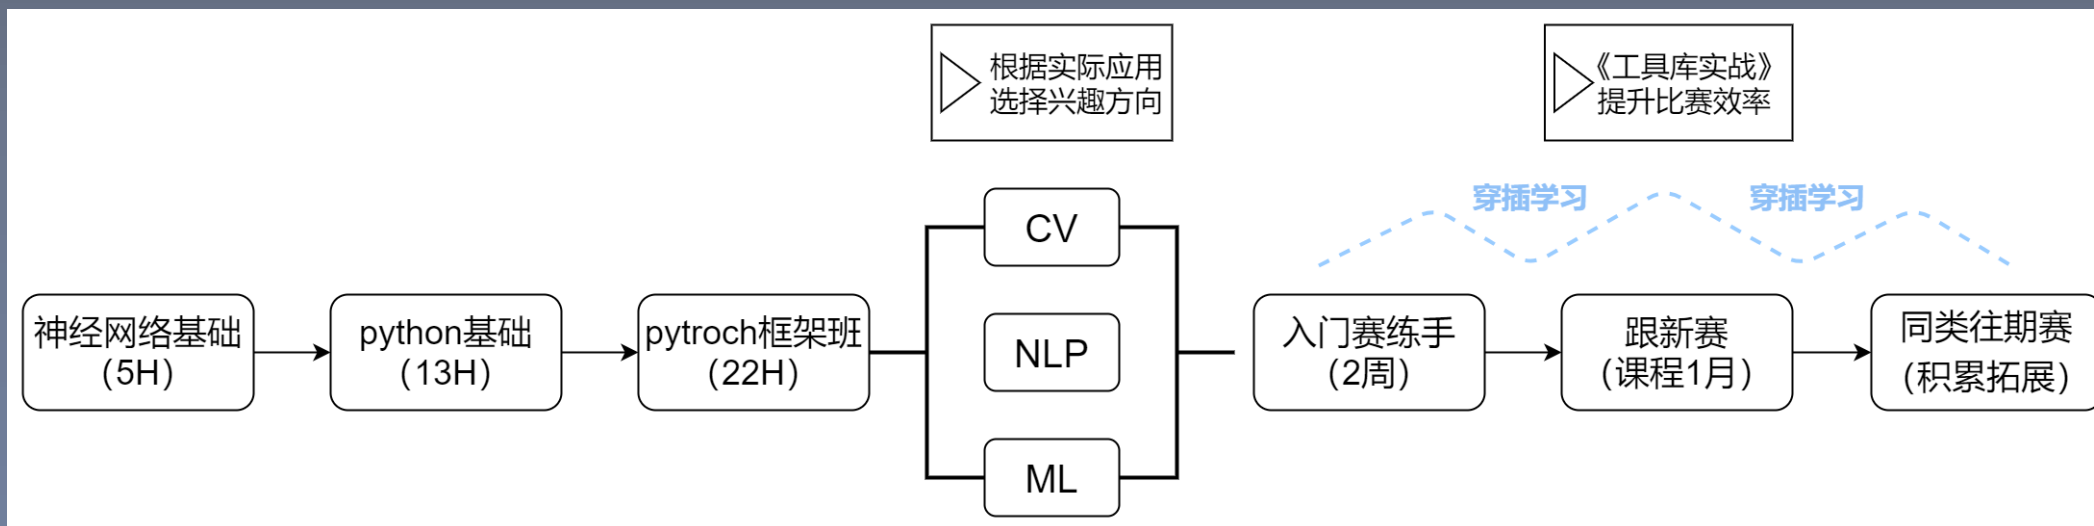 根据实际应用
选择兴趣方向
《工具库实战》
提升比赛效率
穿插学习
穿插学习
神经网络基础
（5H）
python基础
（13H）
pytroch框架班
（22H）
CV
NLP
ML
入门赛练手
（2周）
跟新赛
（课程1月）
同类往期赛
（积累拓展）